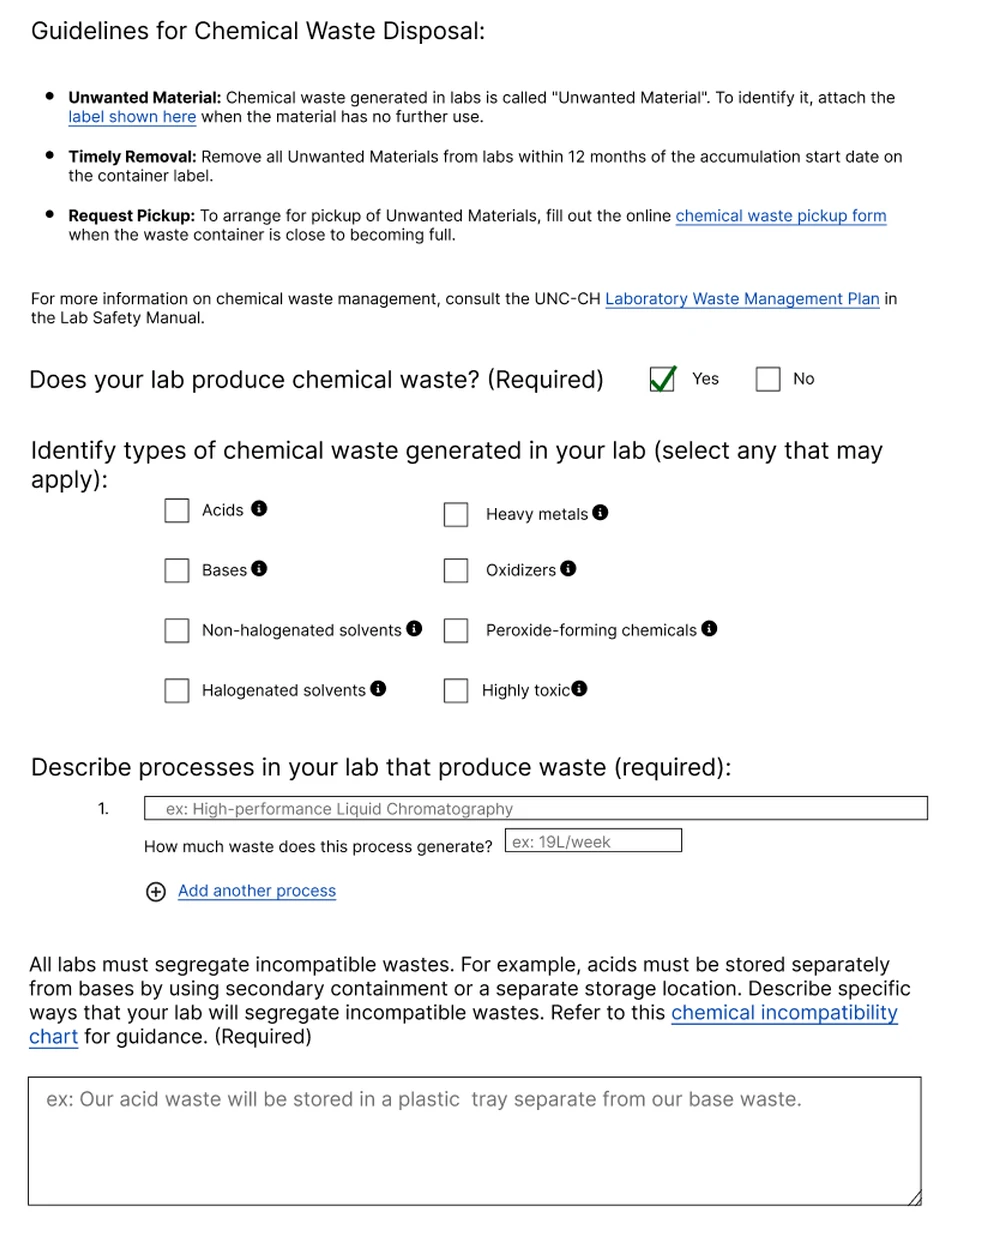 Guidelines for Chemical Waste Disposal:
Unwanted Material: Chemical waste generated in labs is called "Unwanted Material". To identify it, attach the
label shown here when the material has no further use.
Timely Removal: Remove all Unwanted Materials from labs within 12 months of the accumulation start date on
the container label.
Request Pickup: To arrange for pickup of Unwanted Materials, fill out the online chemical waste pickup form
when the waste container is close to becoming full.
For more information on chemical waste management, consult the UNC-CH Laboratory Waste Management Plan in
the Lab Safety Manual.
Does your lab produce chemical waste? (Required) Yes No
Identify types of chemical waste generated in your lab (select any that may
apply):
Acids Heavy metals
Bases Oxidizers
Non-halogenated solvents Peroxide-forming chemicals
Halogenated solvents Highly toxic
Describe processes in your lab that produce waste (required):
1. ex: High-performance Liquid Chromatography
How much waste does this process generate? ex: 19L/week
Add another process
All labs must segregate incompatible wastes. For example, acids must be stored separately
from bases by using secondary containment or a separate storage location. Describe specific
ways that your lab will segregate incompatible wastes. Refer to this chemical incompatibility
chart for guidance. (Required)
ex: Our acid waste will be stored in a plastic tray separate from our base waste.